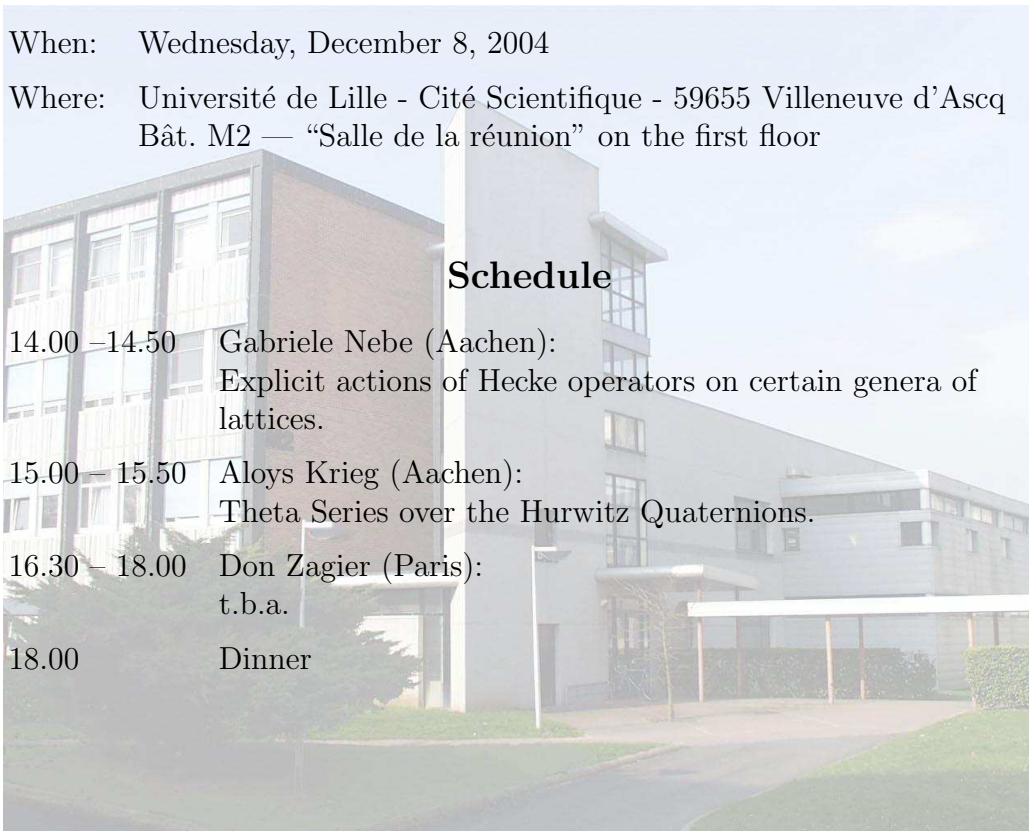 When: Wednesday, December 8, 2004
Where: Université de Lille - Cité Scientifique - 59655 Villeneuve d'Ascq
Bât. M2 — “Salle de la réunion” on the first floor
Schedule
14.00 –14.50 Gabriele Nebe (Aachen):
Explicit actions of Hecke operators on certain genera of
lattices.
15.00 – 15.50 Aloys Krieg (Aachen):
Theta Series over the Hurwitz Quaternions.
16.30 – 18.00 Don Zagier (Paris):
t.b.a.
18.00 Dinner